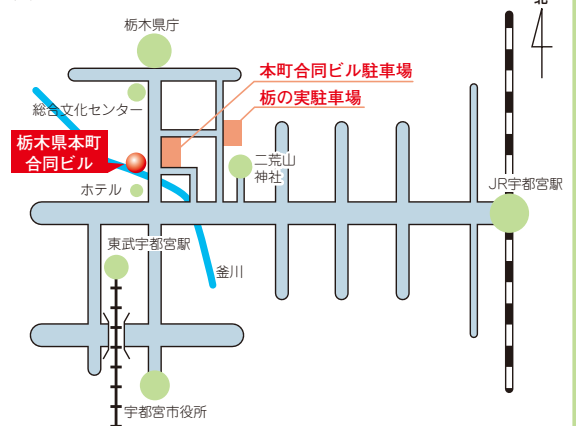 北
栃木県庁
本町合同ビル駐車場
栃の実駐車場
総合文化センター
栃木県本町
合同ビル
二荒山
神社
ホテル
JR宇都宮駅
東武宇都宮駅
釜川
宇都宮市役所